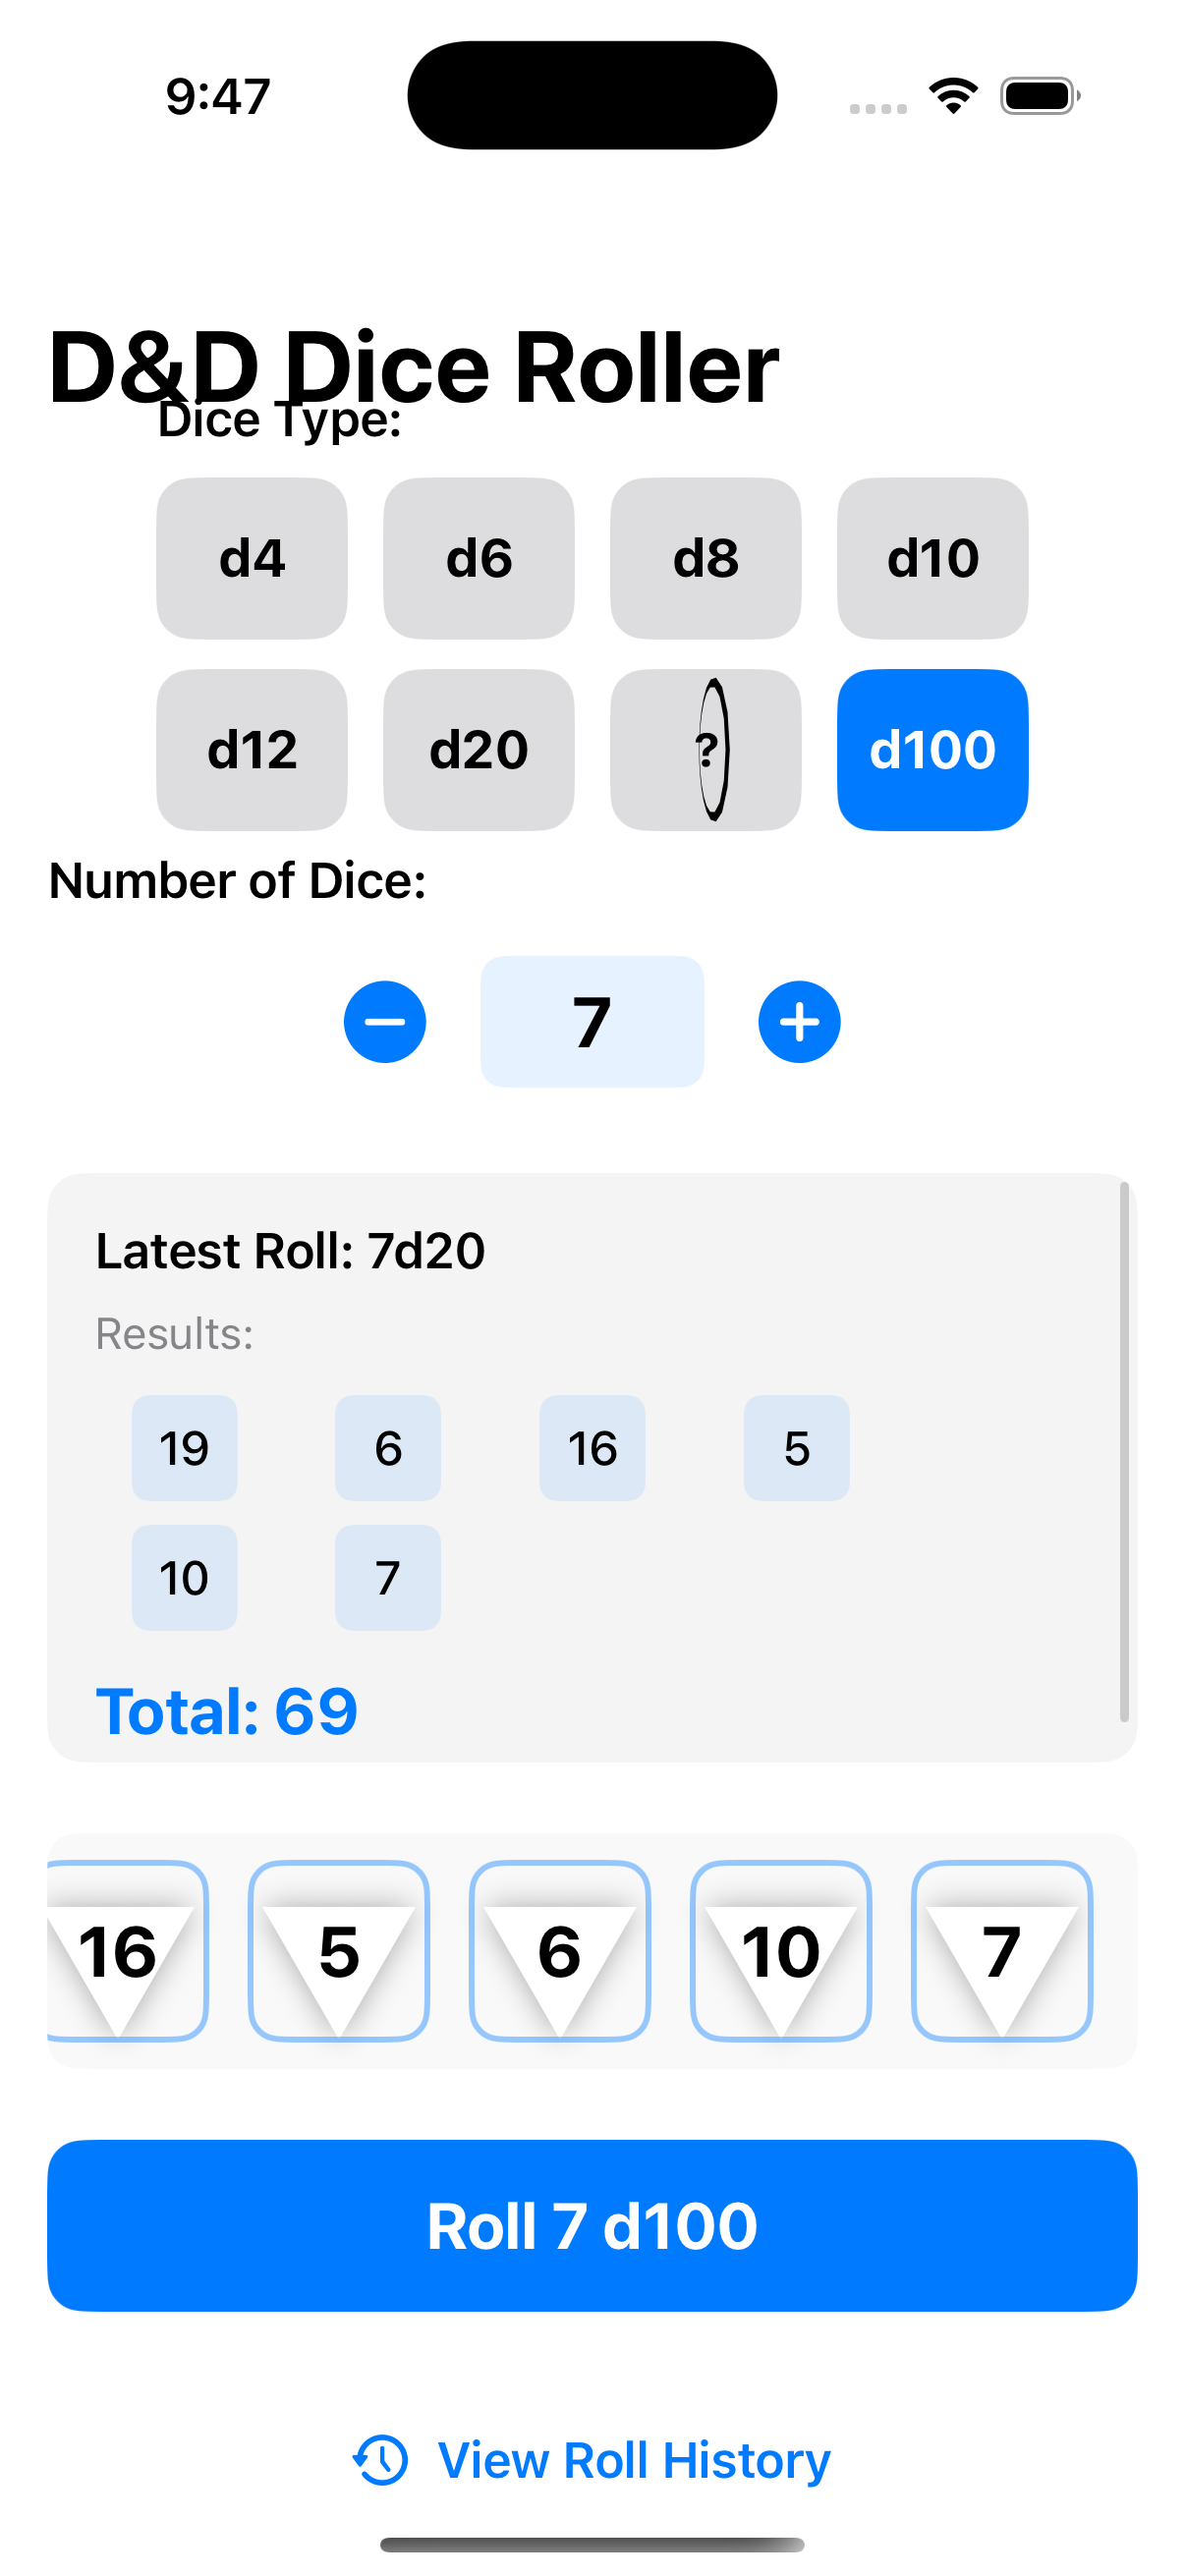 9:47
D&D Dice Roller
Dice Type:
d4 d6 d8 d10
d12 d20 ? d100
Number of Dice:
7
Latest Roll: 7d20
Results:
19 6 16 5
10 7
Total: 69
16 5 6 10 7
Roll 7 d100
View Roll History